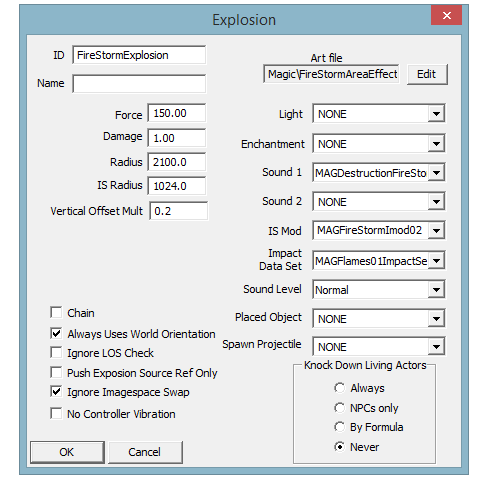 Explosion
ID FireStormExplosion
Name
Art file
Magic\FireStormAreaEffect Edit
Force 150.00
Damage 1.00
Radius 2100.0
IS Radius 1024.0
Vertical Offset Mult 0.2
Light NONE
Enchantment NONE
Sound 1 MAGDestructionFireSto
Sound 2 NONE
IS Mod MAGFireStormImod02
Impact
Data Set MAGFlames01ImpactSe
Sound Level Normal
Placed Object NONE
Spawn Projectile NONE
Chain
Always Uses World Orientation
Ignore LOS Check
Push Exposion Source Ref Only
Ignore Imagespace Swap
No Controller Vibration
Knock Down Living Actors
Always
NPCs only
By Formula
Never
OK Cancel